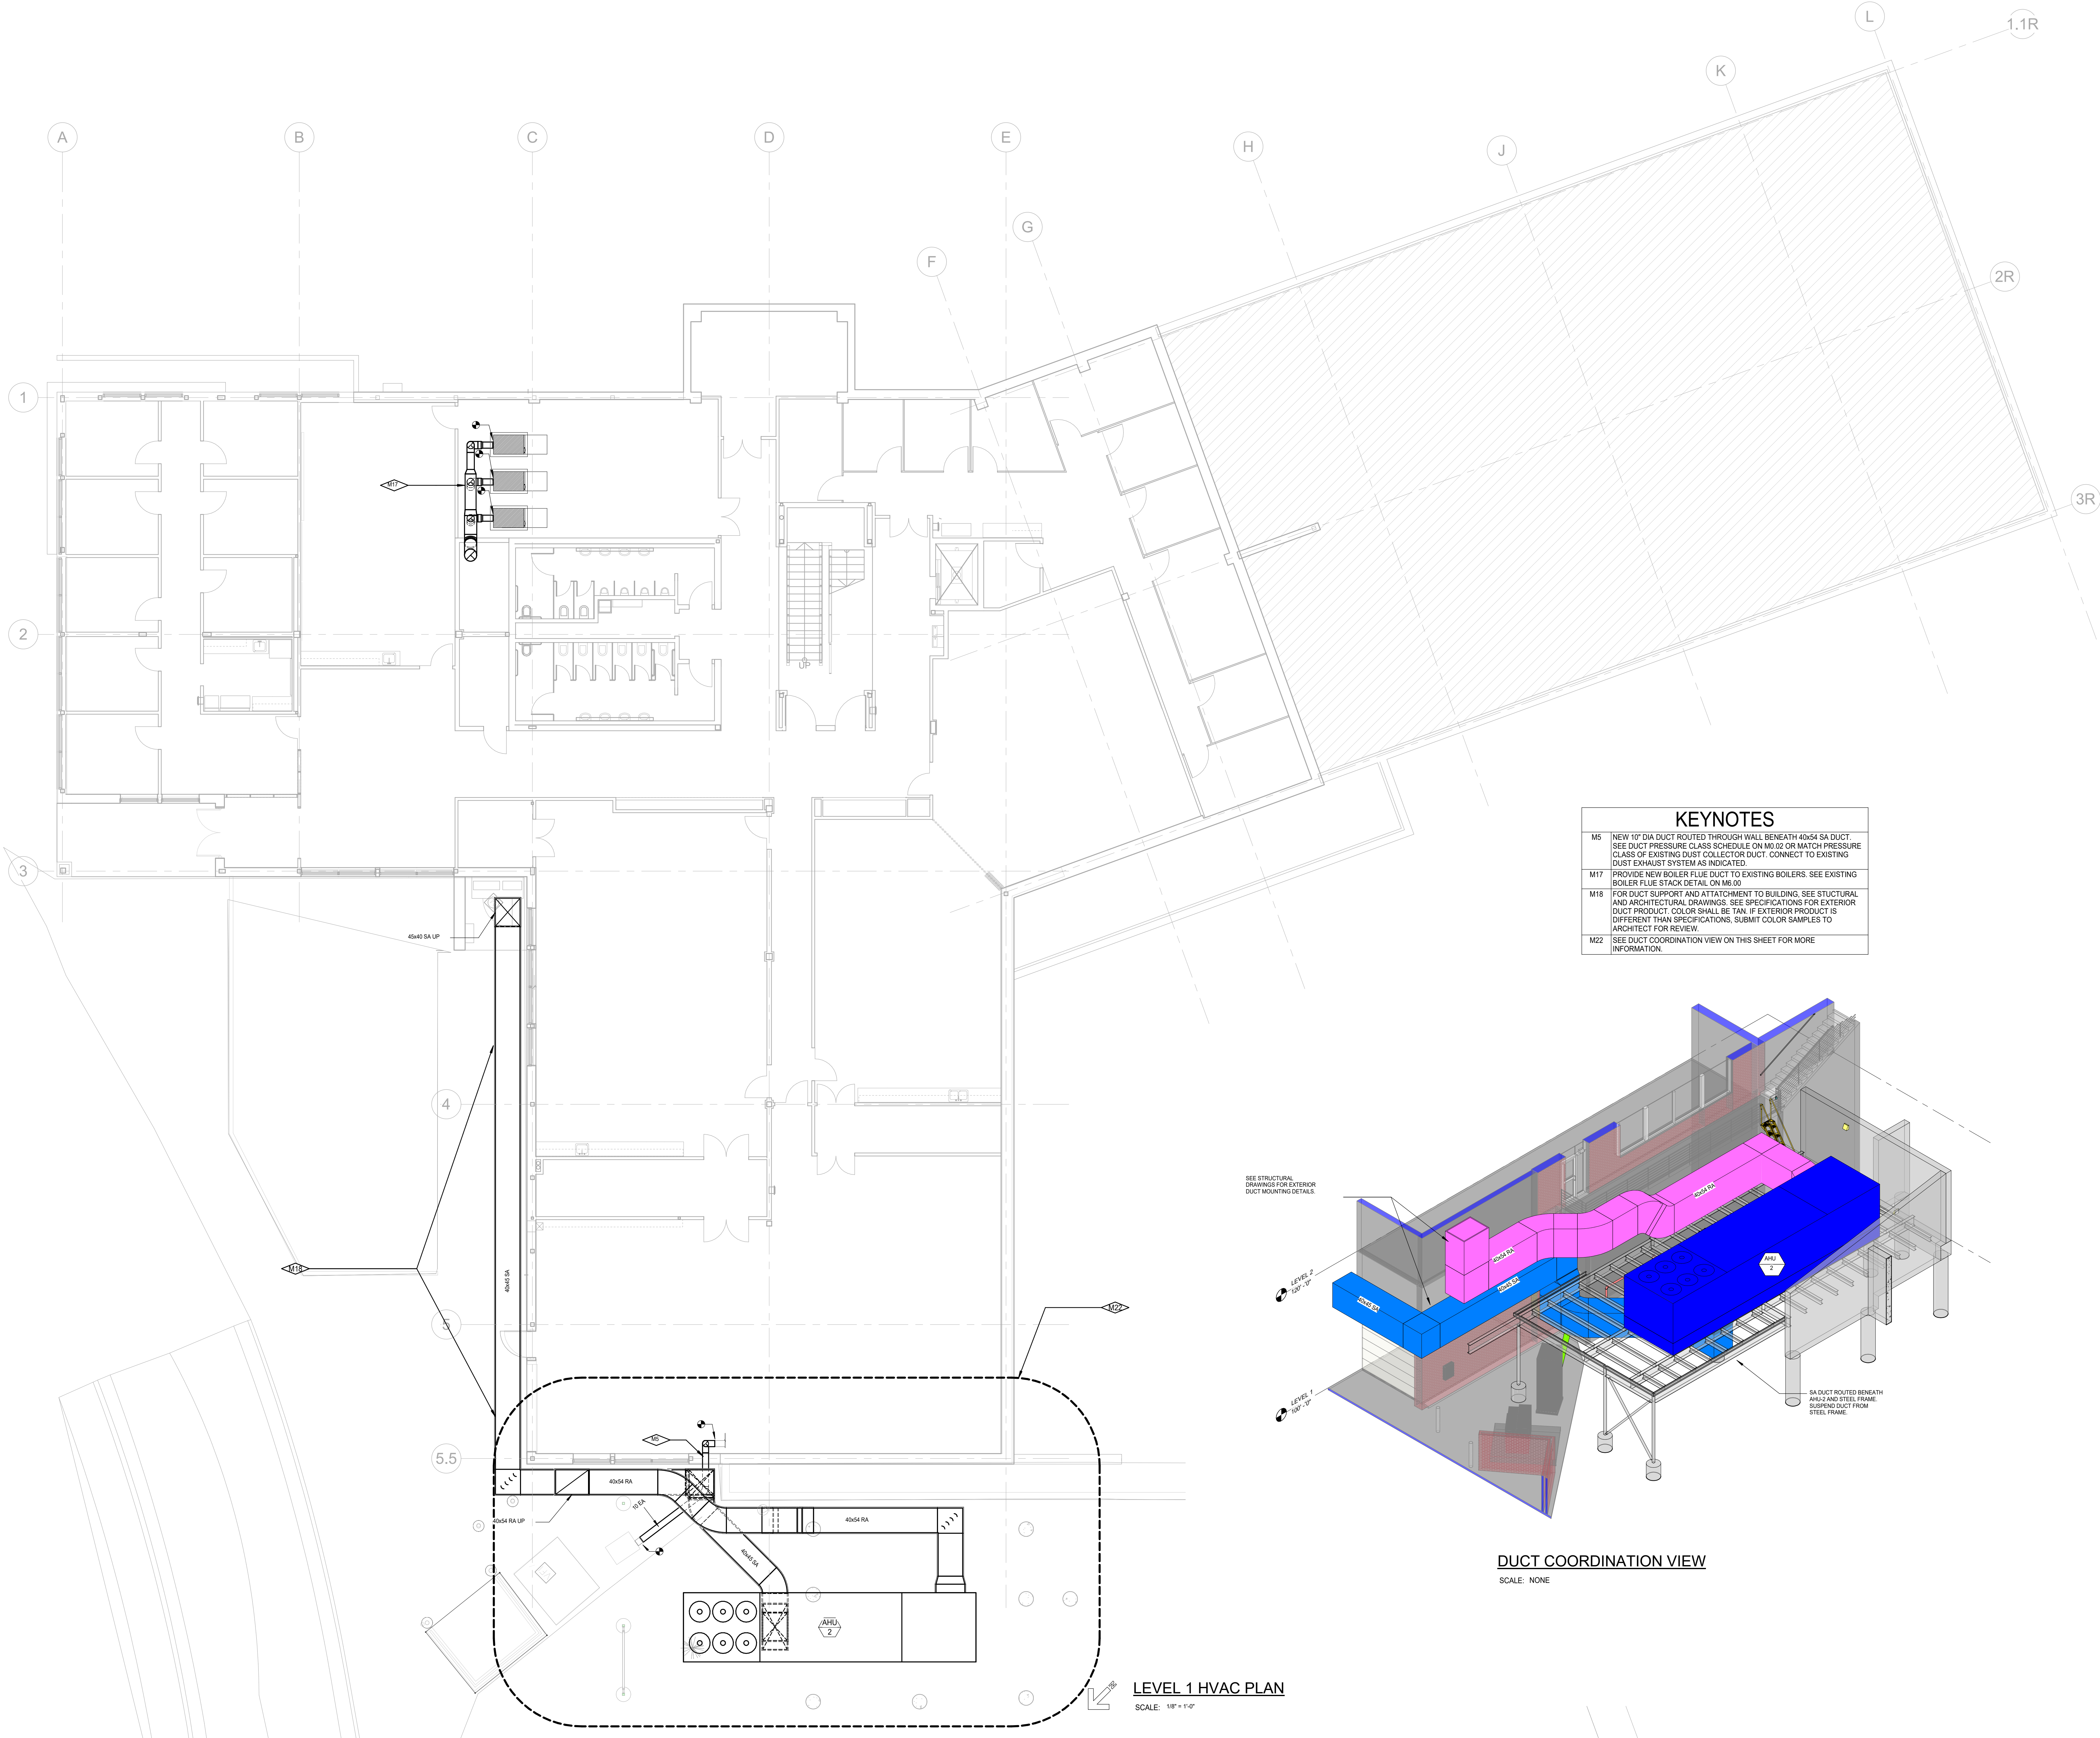 L
1.1R
K
A
B
C
D
E
H
J
G
F
2R
1
M17
3R
2
UP
KEYNOTES
M5 NEW 10" DIA DUCT ROUTED THROUGH WALL BENEATH 40x54 SA DUCT.
SEE DUCT PRESSURE CLASS SCHEDULE ON M0.02 OR MATCH PRESSURE
CLASS OF EXISTING DUST COLLECTOR DUCT. CONNECT TO EXISTING
DUST EXHAUST SYSTEM AS INDICATED.
M17 PROVIDE NEW BOILER FLUE DUCT TO EXISTING BOILERS. SEE EXISTING
BOILER FLUE STACK DETAIL ON M6.00
M18 FOR DUCT SUPPORT AND ATTATCHMENT TO BUILDING, SEE STUCTURAL
AND ARCHITECTURAL DRAWINGS. SEE SPECIFICATIONS FOR EXTERIOR
DUCT PRODUCT. COLOR SHALL BE TAN. IF EXTERIOR PRODUCT IS
DIFFERENT THAN SPECIFICATIONS, SUBMIT COLOR SAMPLES TO
ARCHITECT FOR REVIEW.
M22 SEE DUCT COORDINATION VIEW ON THIS SHEET FOR MORE
INFORMATION.
3
45x40 SA UP
4
SEE STRUCTURAL
DRAWINGS FOR EXTERIOR
DUCT MOUNTING DETAILS.
40x54 RA
40x54 RA
AHU
2
LEVEL 2
120' - 0"
40x45 SA
40x45 SA
M18
40x45 SA
M22
5
LEVEL 1
100' - 0"
SA DUCT ROUTED BENEATH
AHU-2 AND STEEL FRAME.
SUSPEND DUCT FROM
STEEL FRAME.
M5
5.5
40x54 RA
10 EA
40x54 RA UP
40x54 RA
40x45 SA
DUCT COORDINATION VIEW
SCALE: NONE
AHU
2
LEVEL 1 HVAC PLAN
SCALE: 1/8" = 1'-0"